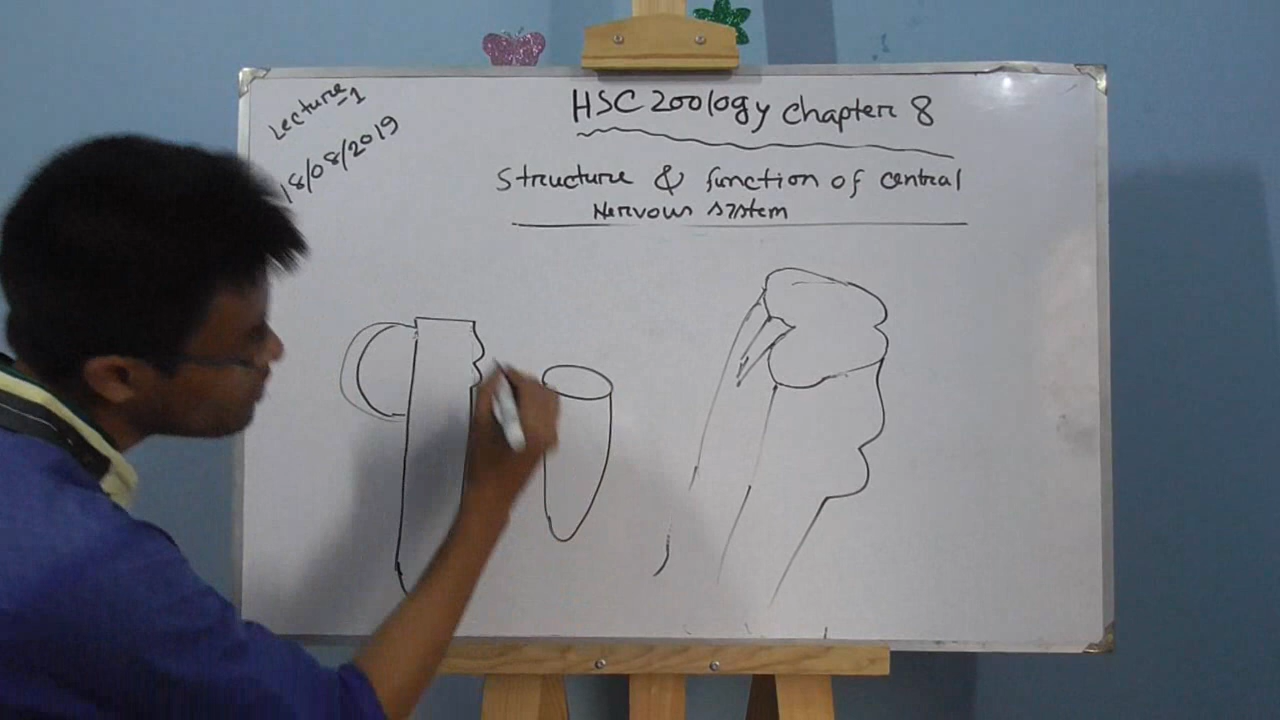 Lecture-1
18/08/2019
HSC Zoology Chapter 8
Structure & function of central
Nervous system